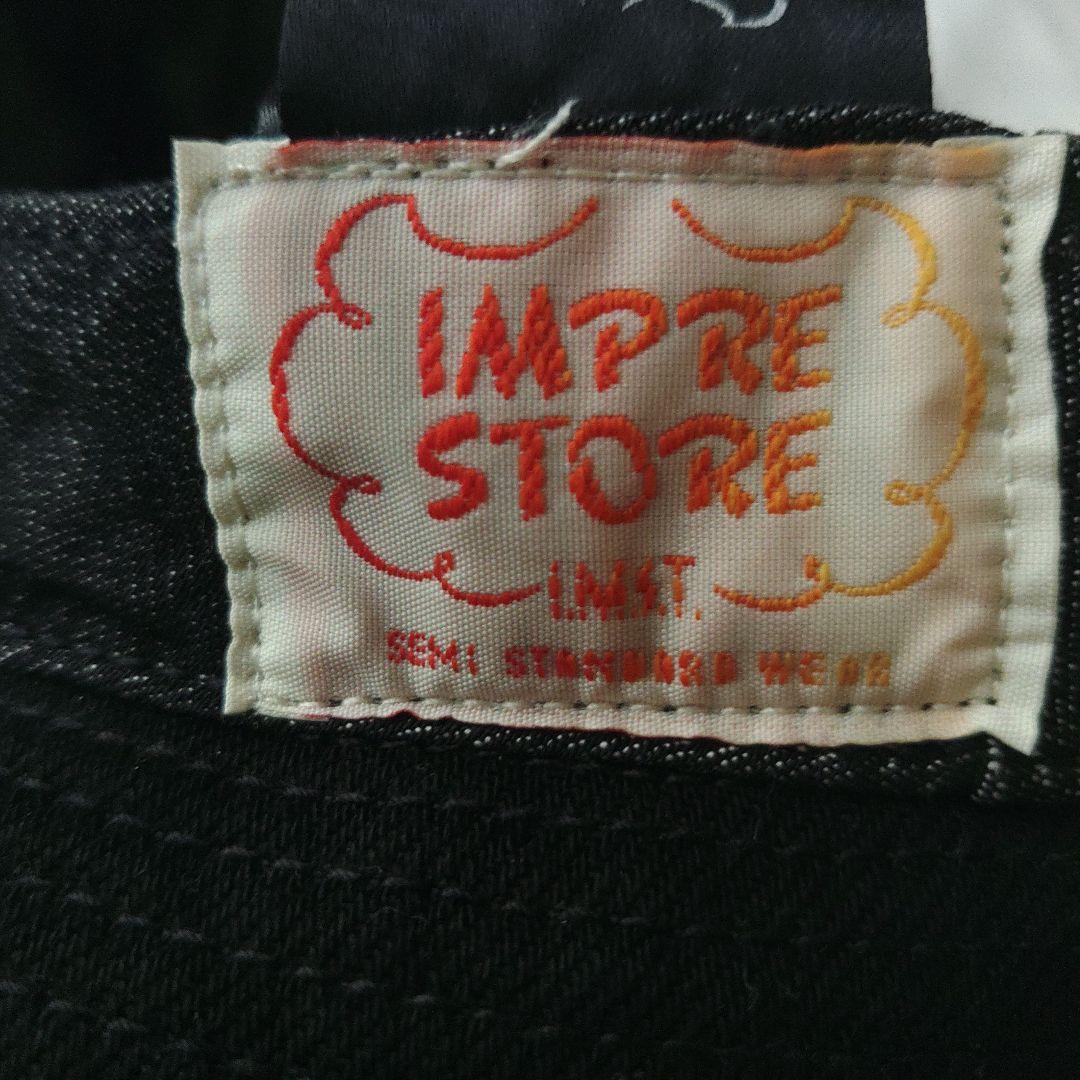 IMPRE
STORE
I.M.S.T.
SEMI STANDARD WEAR